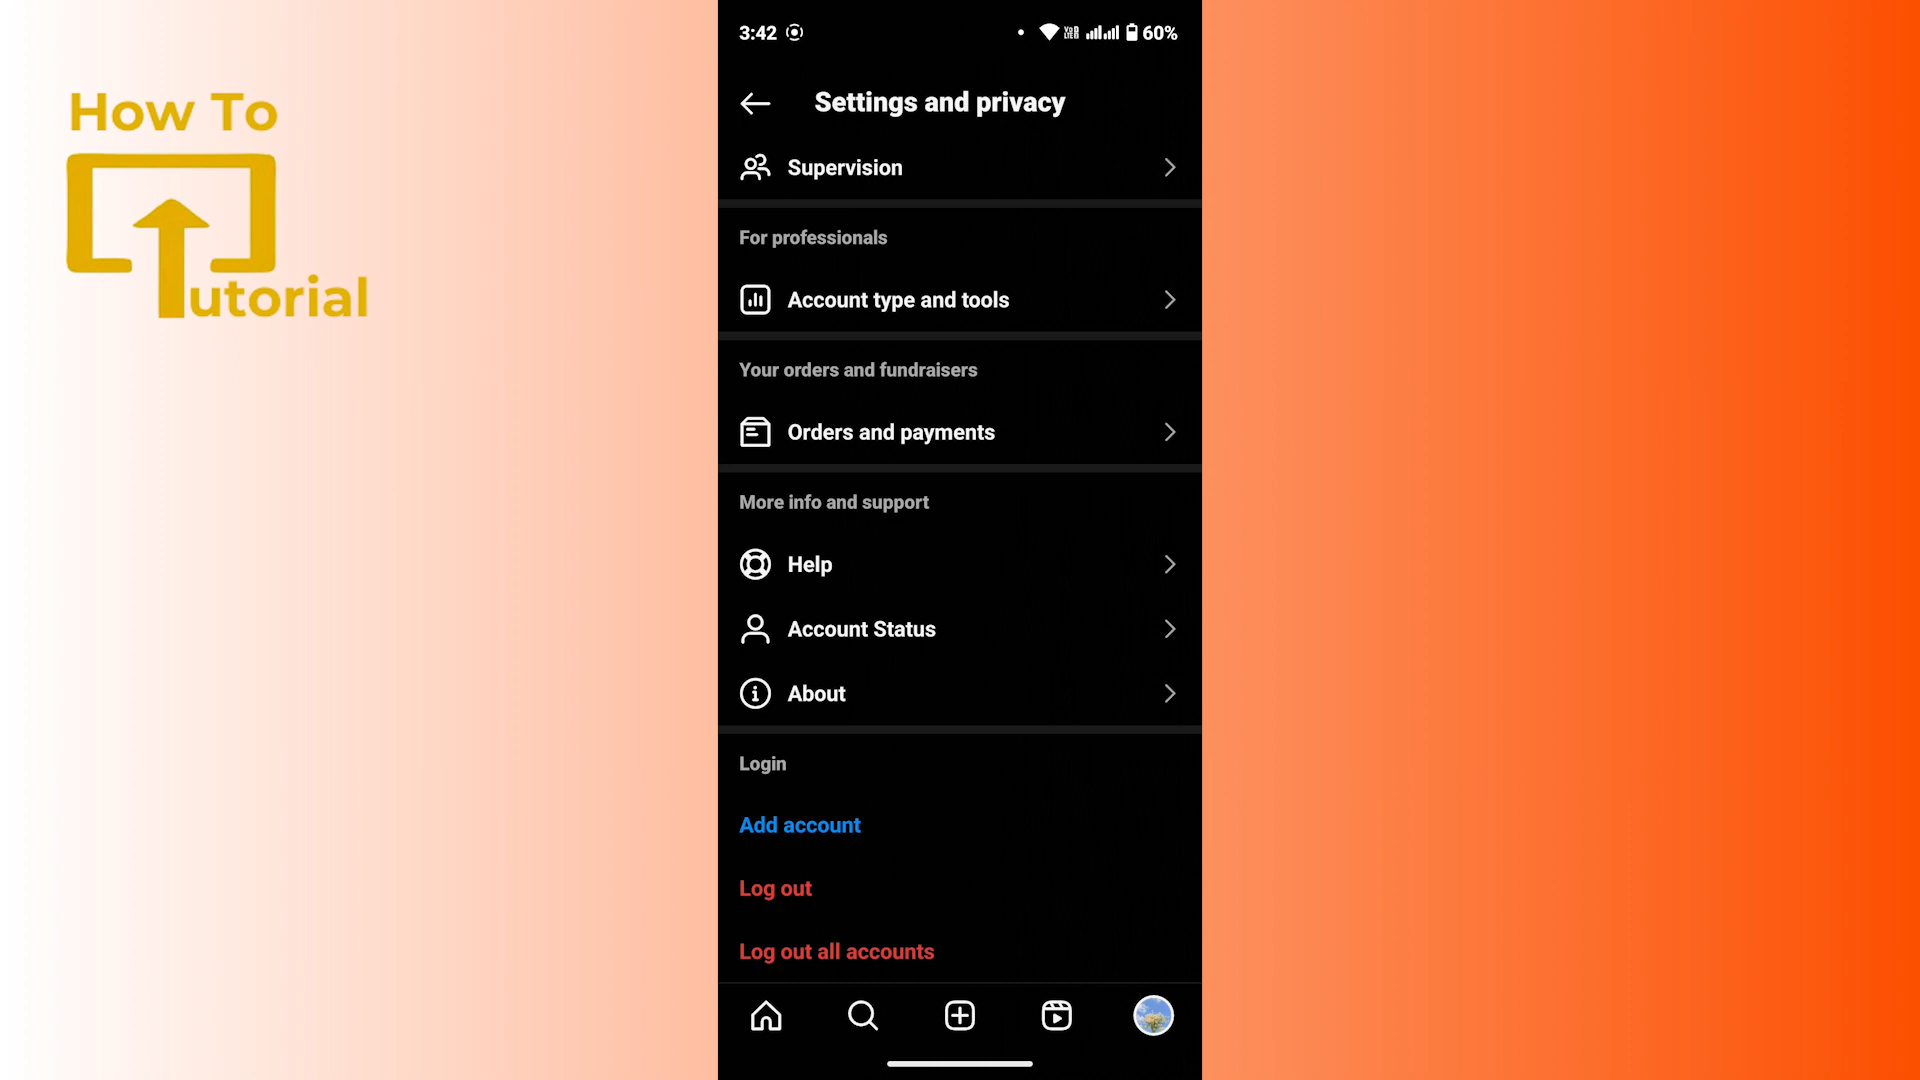 How To
Tutorial
3:42
60%
Settings and privacy
Supervision
For professionals
Account type and tools
Your orders and fundraisers
Orders and payments
More info and support
Help
Account Status
About
Login
Add account
Log out
Log out all accounts